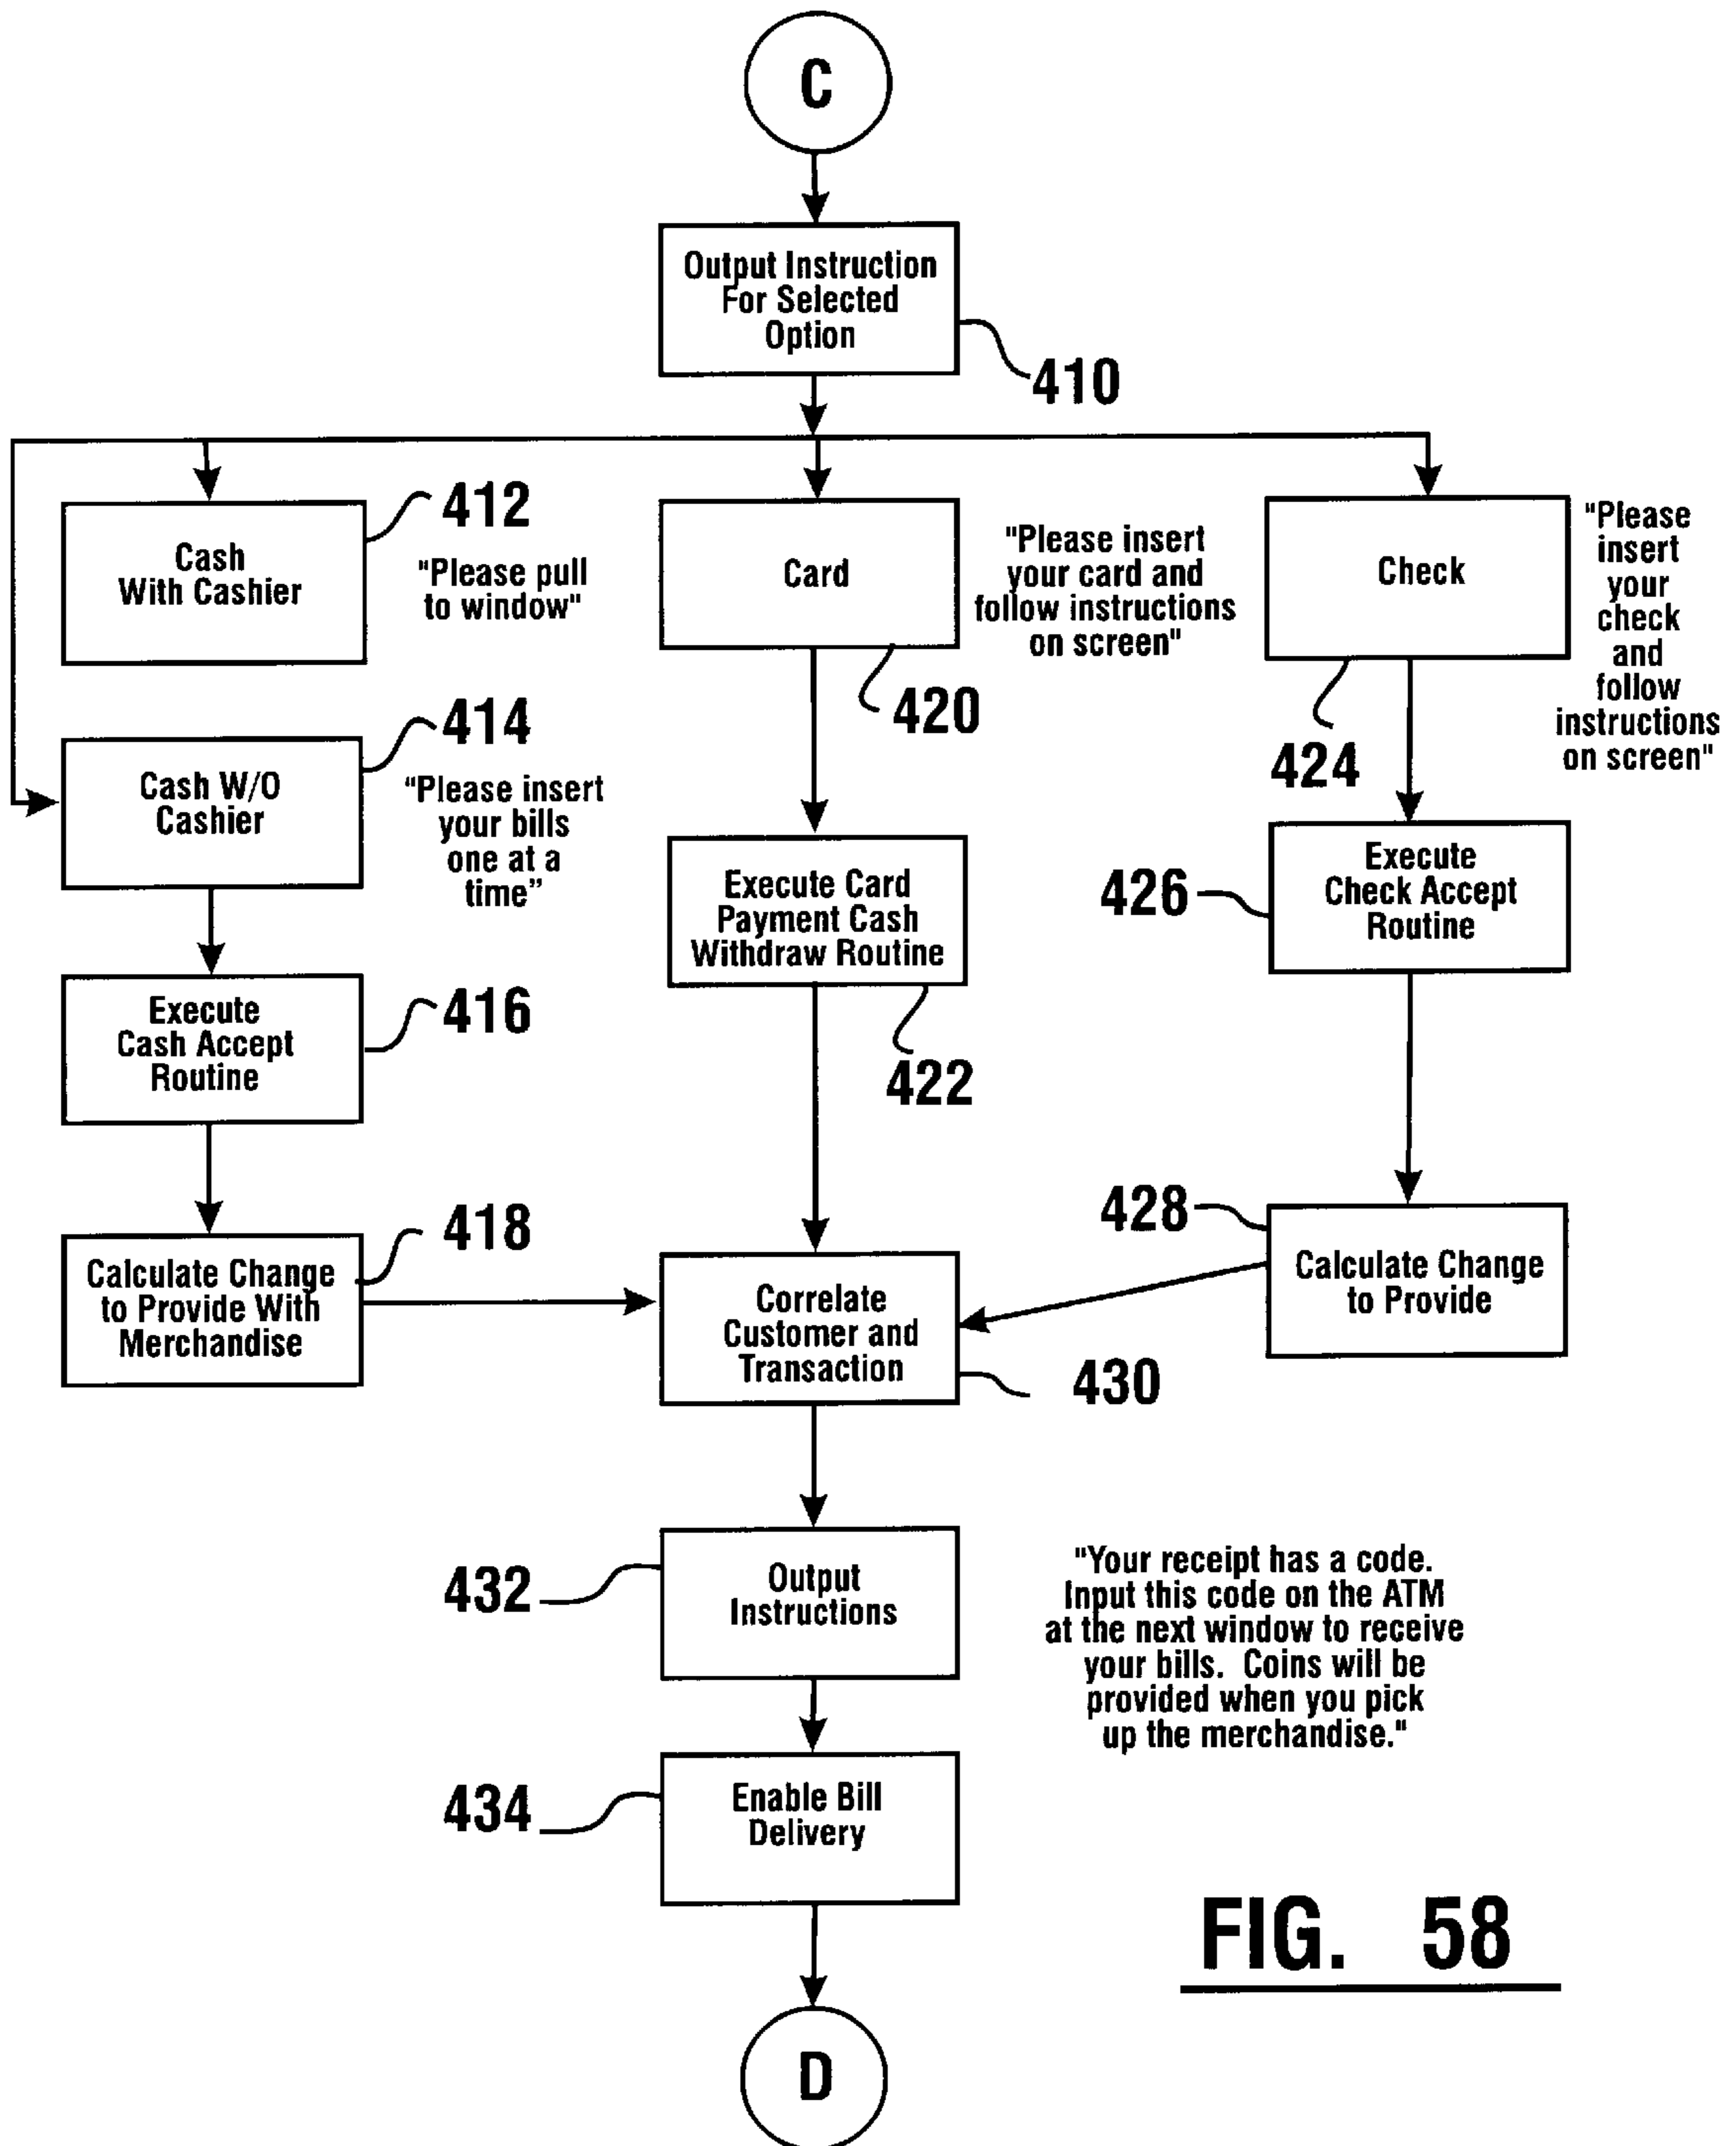 C
Output Instruction
For Selected
Option
410
Cash
With Cashier
412
"Please pull
to window"
Card
"Please insert
your card and
follow instructions
on screen"
420
Check
"Please
insert
your
check
and
follow
instructions
on screen"
424
Cash W/O
Cashier
414
"Please insert
your bills
one at a
time"
Execute Card
Payment Cash
Withdraw Routine
422
426
Execute
Check Accept
Routine
Execute
Cash Accept
Routine
416
Calculate Change
to Provide With
Merchandise
418
Correlate
Customer and
Transaction
430
428
Calculate Change
to Provide
432
Output
Instructions
"Your receipt has a code.
Input this code on the ATM
at the next window to receive
your bills. Coins will be
provided when you pick
up the merchandise."
434
Enable Bill
Delivery
D
FIG. 58